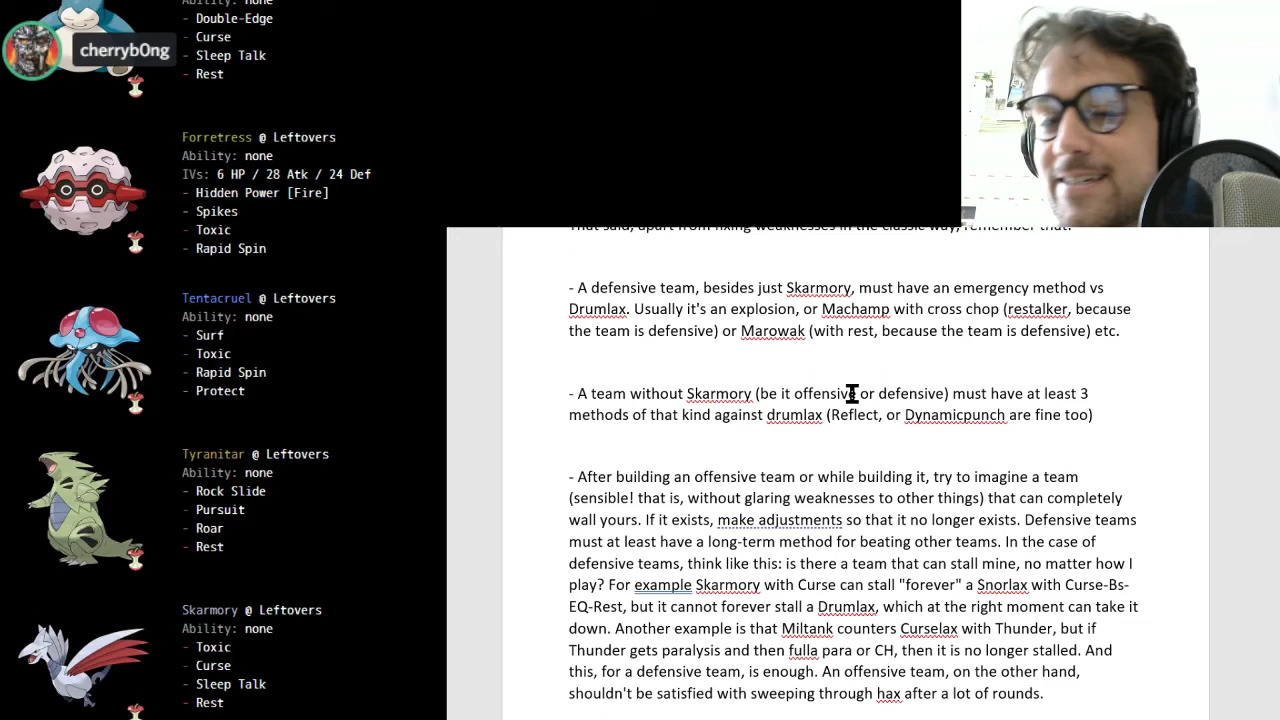 Ability: none
- Double-Edge
- Curse
- Sleep Talk
- Rest
cherryb0ng
Forretress @ Leftovers
Ability: none
IVs: 6 HP / 28 Atk / 24 Def
- Hidden Power [Fire]
- Spikes
- Toxic
- Rapid Spin
Tentacruel @ Leftovers
Ability: none
- Surf
- Toxic
- Rapid Spin
- Protect
Tyranitar @ Leftovers
Ability: none
- Rock Slide
- Pursuit
- Roar
- Rest
Skarmory @ Leftovers
Ability: none
- Toxic
- Curse
- Sleep Talk
- Rest
That said, apart from fixing weaknesses in the classic way, remember that:
- A defensive team, besides just Skarmory, must have an emergency method vs
Drumlax. Usually it's an explosion, or Machamp with cross chop (restalker, because
the team is defensive) or Marowak (with rest, because the team is defensive) etc.
- A team without Skarmory (be it offensive or defensive) must have at least 3
methods of that kind against drumlax (Reflect, or Dynamicpunch are fine too)
- After building an offensive team or while building it, try to imagine a team
(sensible! that is, without glaring weaknesses to other things) that can completely
wall yours. If it exists, make adjustments so that it no longer exists. Defensive teams
must at least have a long-term method for beating other teams. In the case of
defensive teams, think like this: is there a team that can stall mine, no matter how I
play? For example Skarmory with Curse can stall "forever" a Snorlax with Curse-Bs-
EQ-Rest, but it cannot forever stall a Drumlax, which at the right moment can take it
down. Another example is that Miltank counters Curselax with Thunder, but if
Thunder gets paralysis and then fulla para or CH, then it is no longer stalled. And
this, for a defensive team, is enough. An offensive team, on the other hand,
shouldn't be satisfied with sweeping through hax after a lot of rounds.